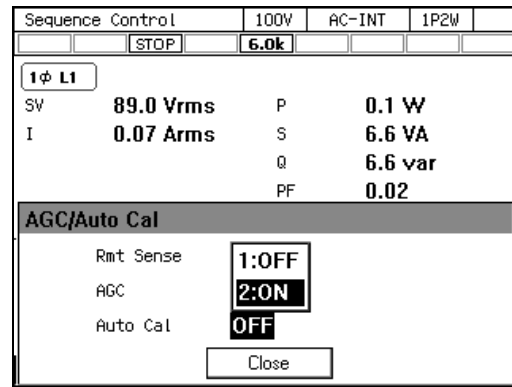 Sequence Control 100V AC-INT 1P2W
STOP 6.0k
1φ L1
SV 89.0 Vrms P 0.1 W
I 0.07 Arms S 6.6 VA
Q 6.6 var
PF 0.02
AGC/Auto Cal
Rmt Sense 1:OFF
AGC 2:ON
Auto Cal OFF
Close